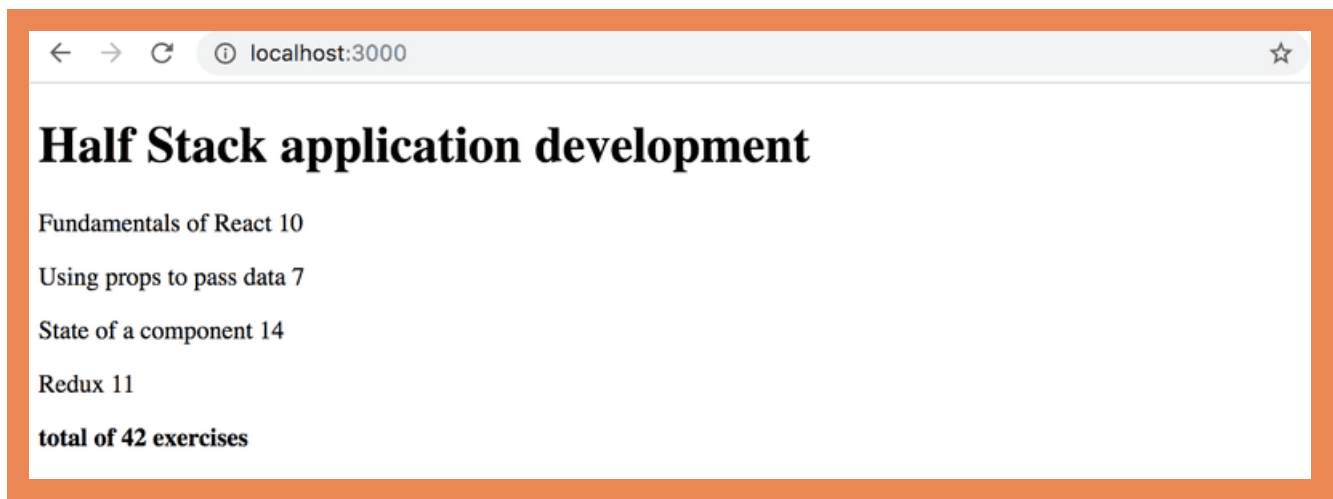 localhost:3000
Half Stack application development
Fundamentals of React 10
Using props to pass data 7
State of a component 14
Redux 11
total of 42 exercises